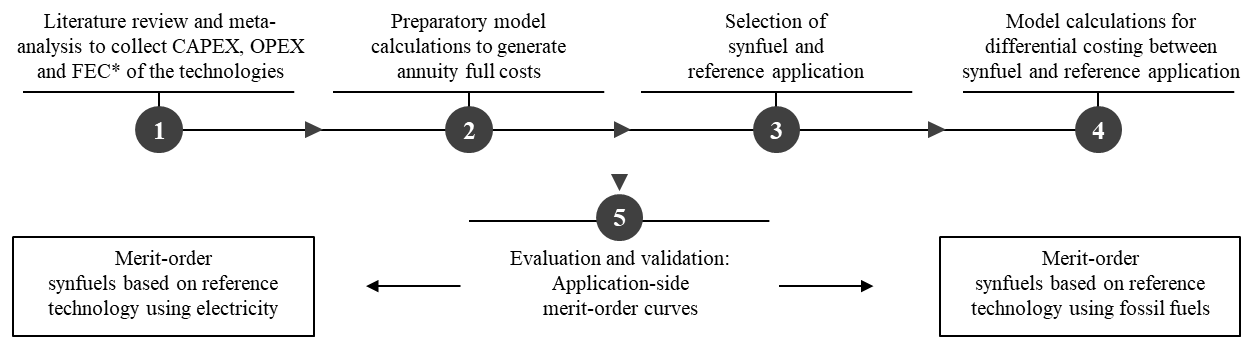 Literature review and meta-
analysis to collect CAPEX, OPEX
and FEC* of the technologies
1
Preparatory model
calculations to generate
annuity full costs
2
Selection of
synfuel and
reference application
3
Model calculations for
differential costing between
synfuel and reference application
4
5
Evaluation and validation:
Application-side
merit-order curves
Merit-order
synfuels based on reference
technology using electricity
Merit-order
synfuels based on reference
technology using fossil fuels